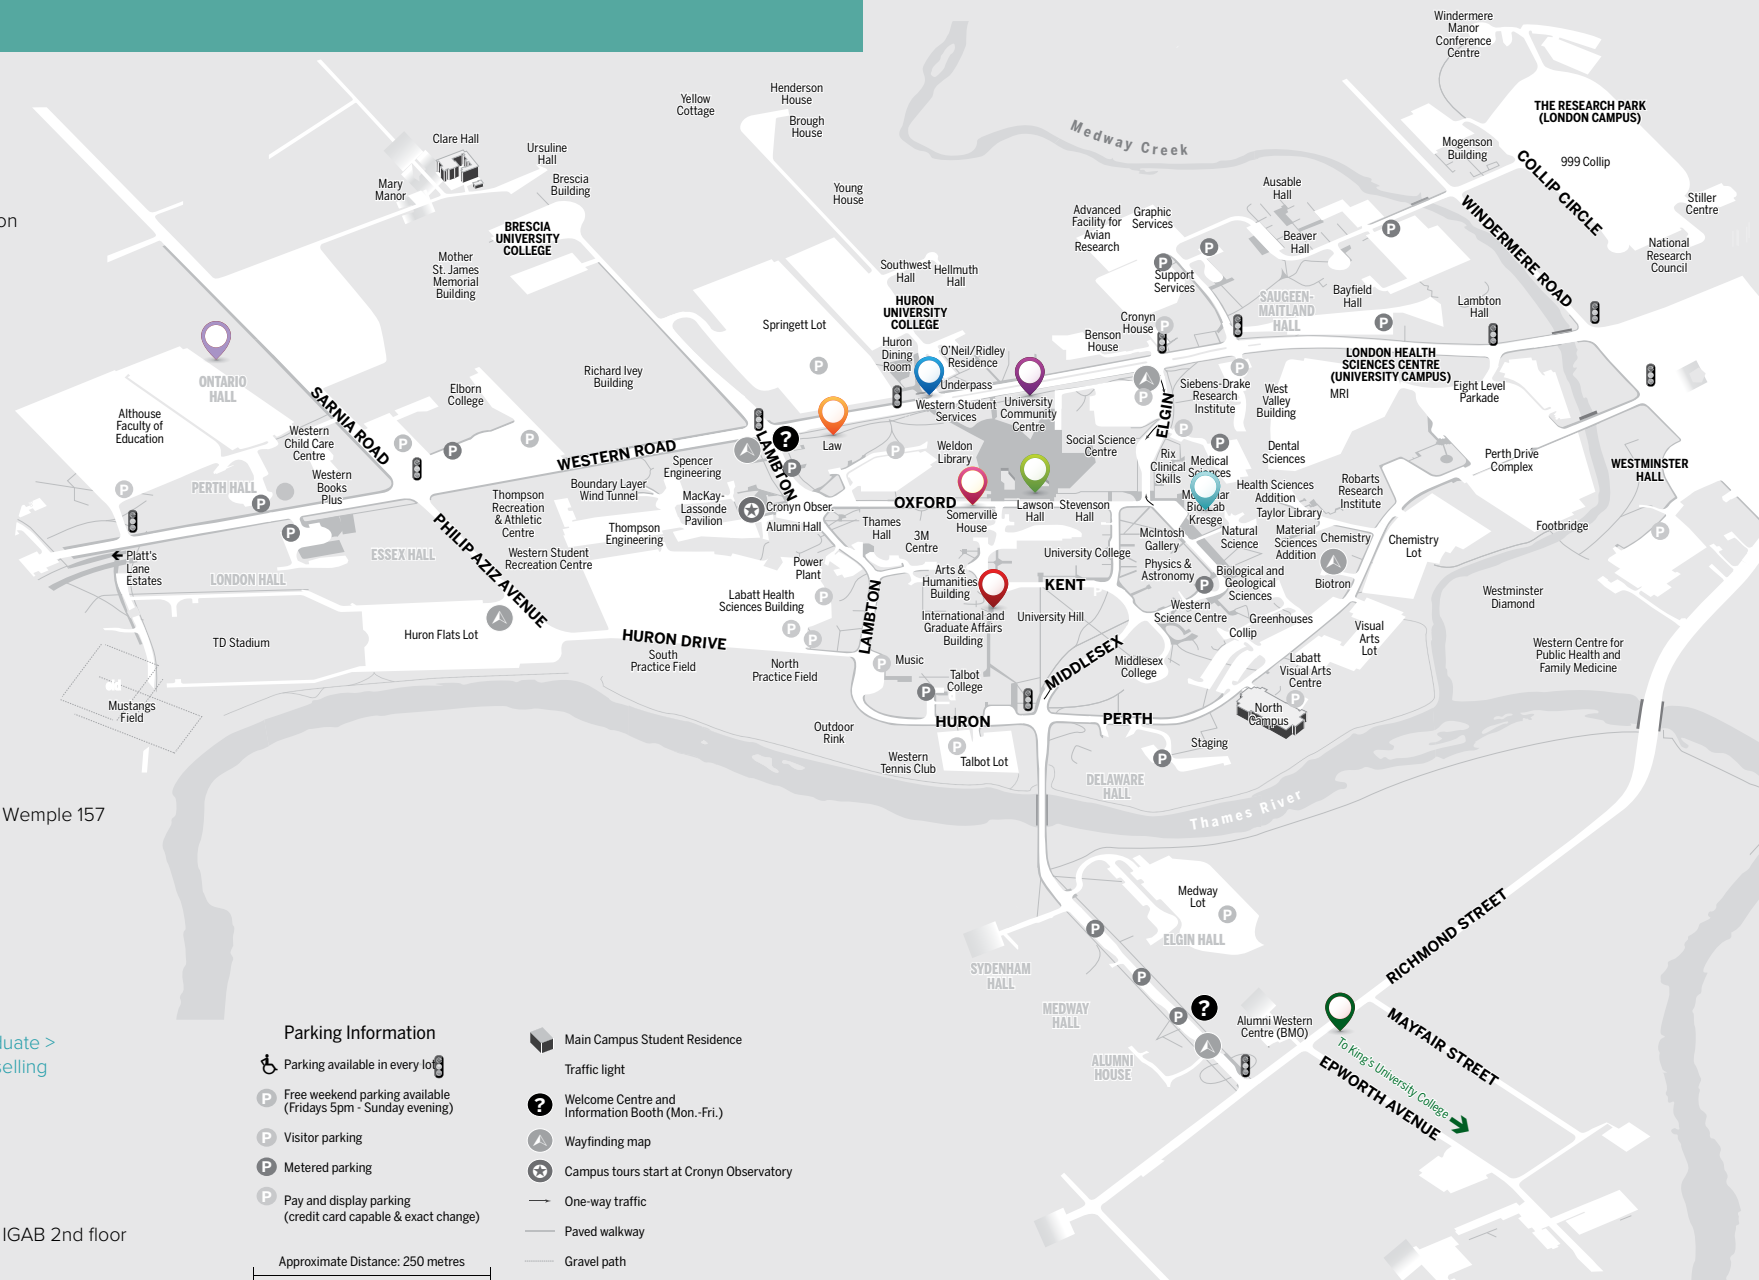 Windermere
Manor
Conference
Centre
THE RESEARCH PARK
(LONDON CAMPUS)
Mogenson
Building
999 Collip
COLLIP CIRCLE
Stiller
Centre
National
Research
Council
WINDERMERE ROAD
Henderson
House
Yellow
Cottage
Brough
House
Young
House
Medway Creek
Clare Hall
Ursuline
Hall
Mary
Manor
Brescia
Building
BRESCIA
UNIVERSITY
COLLEGE
Mother
St. James
Memorial
Building
on
Ausable
Hall
Advanced
Facility for
Avian
Research
Graphic
Services
Beaver
Hall
Support
Services
SAUGEEN-
MAITLAND
HALL
Bayfield
Hall
Lambton
Hall
Southwest
Hall
Hellmuth
Hall
HURON
UNIVERSITY
COLLEGE
Springett Lot
Huron
Dining
Room
O'Neil/Ridley
Residence
Underpass
Cronyn
House
Benson
House
LONDON HEALTH
SCIENCES CENTRE
(UNIVERSITY CAMPUS)
MRI
Eight Level
Parkade
ONTARIO
HALL
SARNIA ROAD
Elborn
College
Richard Ivey
Building
Althouse
Faculty of
Education
Western
Child Care
Centre
Western
Books
Plus
PERTH HALL
WESTERN ROAD
LAMBTON
Law
Western Student
Services
University
Community
Centre
Siebens-Drake
Research
Institute
West
Valley
Building
ELGIN
Weldon
Library
Social Science
Centre
Rix
Clinical
Skills
Medical
Sciences
Dental
Sciences
Perth Drive
Complex
WESTMINSTER
HALL
Spencer
Engineering
Boundary Layer
Wind Tunnel
MacKay-
Lassonde
Pavilion
Cronyn Obser.
Alumni Hall
OXFORD
Somerville
House
Lawson
Hall
Stevenson
Hall
BioLab
Kresge
Health Sciences
Addition
Taylor Library
Robarts
Research
Institute
Footbridge
Thompson
Recreation
& Athletic
Centre
Thompson
Engineering
Thames
Hall
3M
Centre
University College
McIntosh
Gallery
Natural
Science
Material
Sciences
Addition
Chemistry
Chemistry
Lot
Platt's
Lane
Estates
ESSEX HALL
LONDON HALL
PHILIP AZIZ AVENUE
Western Student
Recreation Centre
Power
Plant
Labatt Health
Sciences Building
LAMBTON
Arts &
Humanities
Building
KENT
Physics &
Astronomy
Biological and
Geological
Sciences
Biotron
Westminster
Diamond
International and
Graduate Affairs
Building
University Hill
Western
Science Centre
Greenhouses
Collip
Visual
Arts
Lot
Western Centre for
Public Health and
Family Medicine
TD Stadium
Huron Flats Lot
HURON DRIVE
South
Practice Field
North
Practice Field
Music
Talbot
College
MIDDLESEX
Middlesex
College
Labatt
Visual Arts
Centre
North
Campus
Mustangs
Field
Outdoor
Rink
HURON
PERTH
Staging
Western
Tennis Club
Talbot Lot
DELAWARE
HALL
Thames River
Wemple 157
Medway
Lot
ELGIN HALL
SYDENHAM
HALL
MEDWAY
HALL
ALUMNI
HOUSE
Alumni Western
Centre (BMO)
RICHMOND STREET
MAYFAIR STREET
To King's University College
EPWORTH AVENUE
duate >
selling
IGAB 2nd floor
Parking Information
Parking available in every lot
P Free weekend parking available
(Fridays 5pm - Sunday evening)
P Visitor parking
P Metered parking
P Pay and display parking
(credit card capable & exact change)
Approximate Distance: 250 metres
Main Campus Student Residence
Traffic light
? Welcome Centre and
Information Booth (Mon.-Fri.)
Wayfinding map
Campus tours start at Cronyn Observatory
One-way traffic
Paved walkway
Gravel path